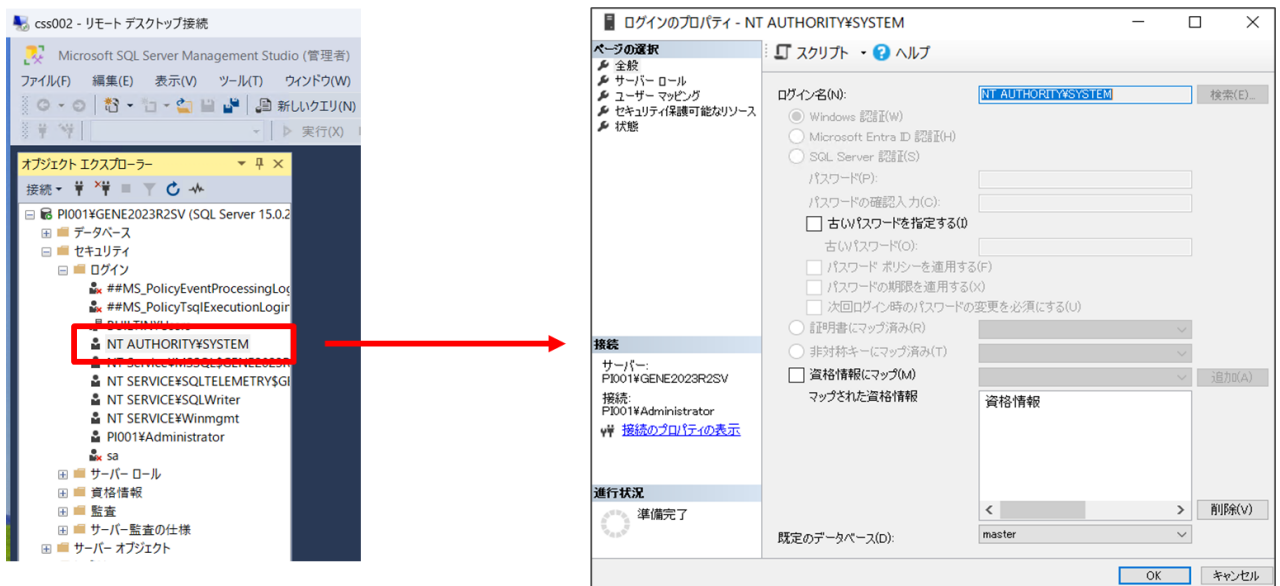 css002 - リモート デスクトップ接続
Microsoft SQL Server Management Studio (管理者)
ファイル(F) 編集(E) 表示(V) ツール(T) ウィンドウ(W)
新しいクエリ(N)
実行(X)
オブジェクト エクスプローラー
接続
PI001¥GENE2023R2SV (SQL Server 15.0.2
データベース
セキュリティ
ログイン
##MS_PolicyEventProcessingLog
##MS_PolicyTsqlExecutionLogin
BUILTIN¥Users
NT AUTHORITY¥SYSTEM
NT Service¥MSSQL$GENE2023R
NT SERVICE¥SQLTELEMETRY$GE
NT SERVICE¥SQLWriter
NT SERVICE¥Winmgmt
PI001¥Administrator
sa
サーバー ロール
資格情報
監査
サーバー監査の仕様
サーバー オブジェクト
ログインのプロパティ - NT AUTHORITY¥SYSTEM
ページの選択
全般
サーバー ロール
ユーザー マッピング
セキュリティ保護可能なリソース
状態
接続
サーバー:
PI001¥GENE2023R2SV
接続:
PI001¥Administrator
接続のプロパティの表示
進行状況
準備完了
スクリプト ヘルプ
ログイン名(N): NT AUTHORITY¥SYSTEM 検索(E)...
Windows 認証(W)
Microsoft Entra ID 認証(H)
SQL Server 認証(S)
パスワード(P):
パスワードの確認入力(C):
古いパスワードを指定する(I)
古いパスワード(O):
パスワード ポリシーを適用する(F)
パスワードの期限を適用する(X)
次回ログイン時のパスワードの変更を必須にする(U)
証明書にマップ済み(R)
非対称キーにマップ済み(T)
資格情報にマップ(M) 追加(A)
マップされた資格情報 資格情報
削除(V)
既定のデータベース(D): master
OK キャンセル